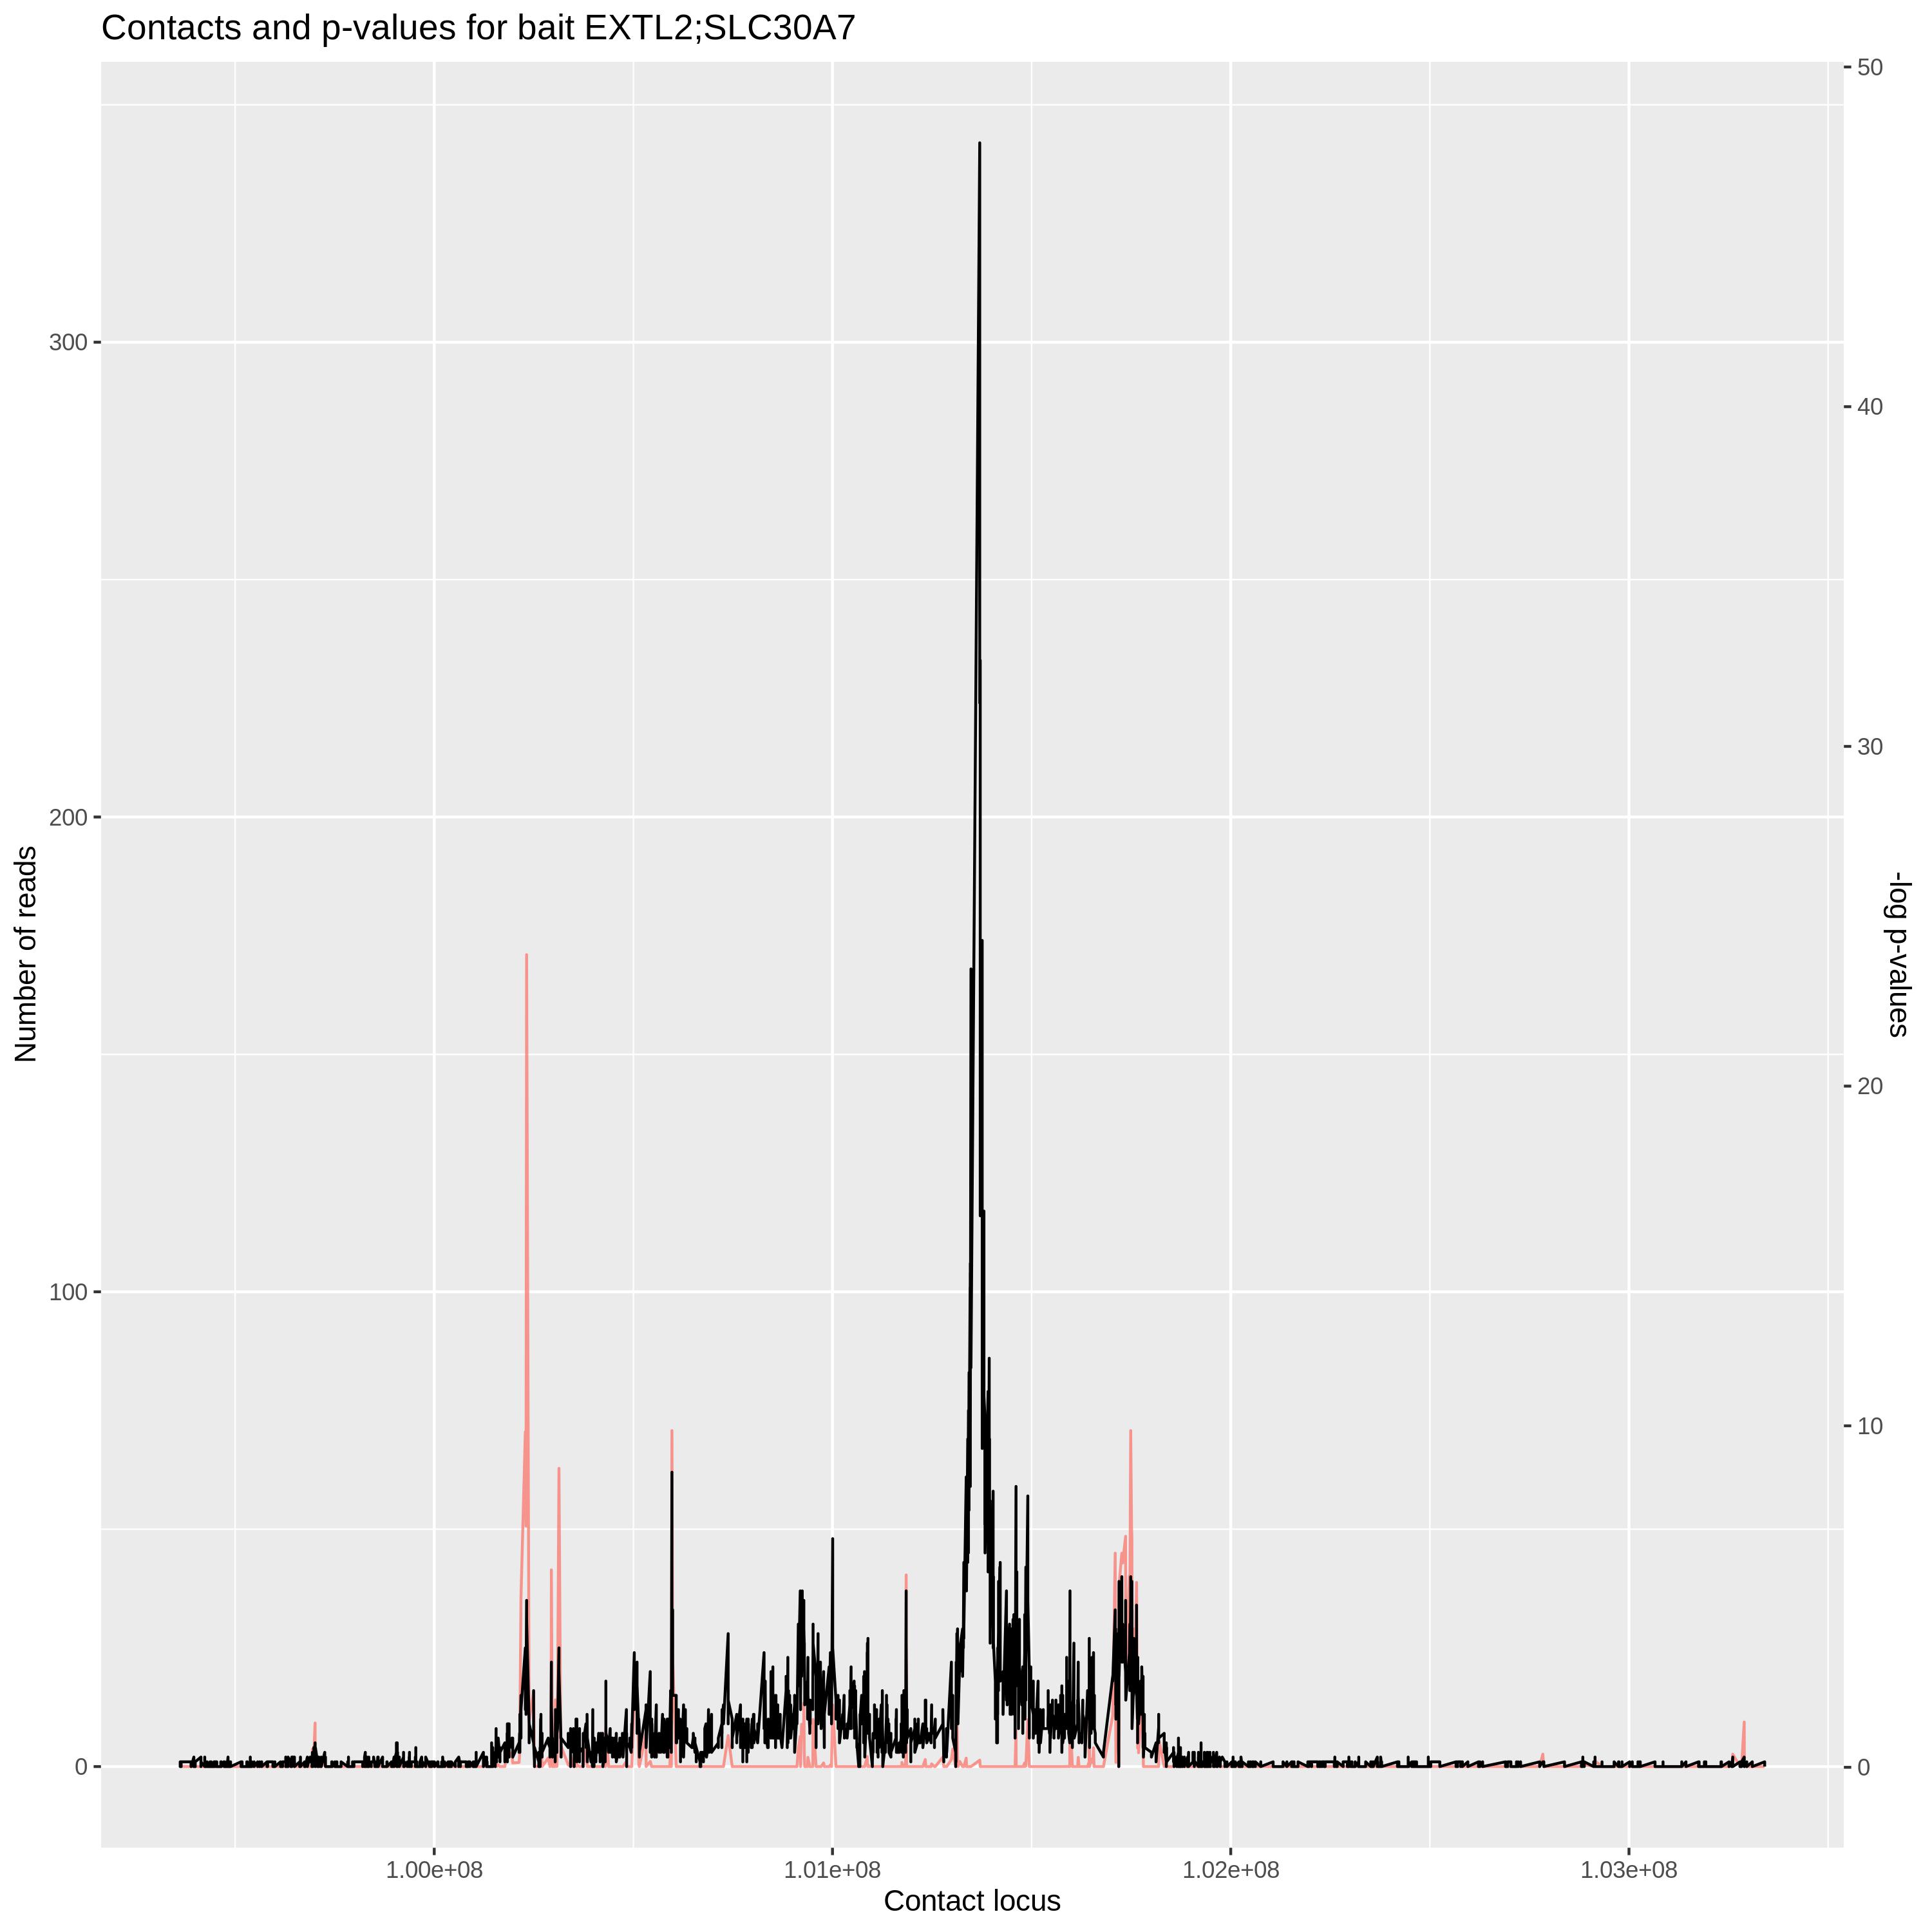 Contacts and p-values for bait EXTL2;SLC30A7
Number of reads
300
200
100
0
50
40
30
20
10
0
-log p-values
1.00e+08 1.01e+08 1.02e+08 1.03e+08
Contact locus